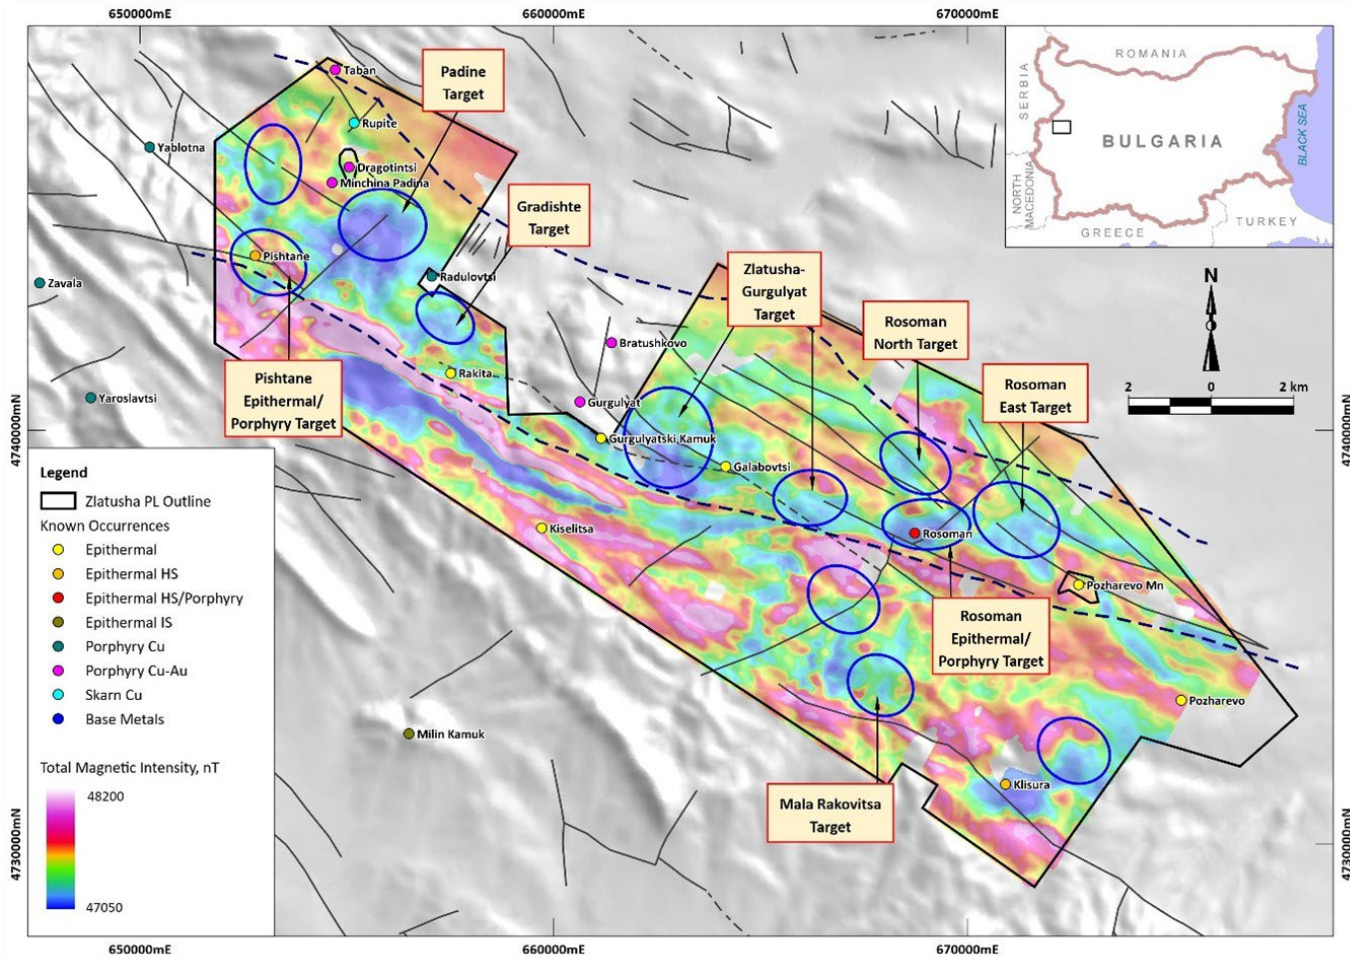 650000mE
660000mE
670000mE
Taban
Padine
Target
Rupite
Yablotna
Dragotintsi
Minchina Padina
ROMANIA
SERBIA
BULGARIA
BLACK SEA
NORTH
MACEDONIA
GREECE
TURKEY
Gradishte
Target
Pishtane
Radulovtsi
Zavala
Zlatusha-
Gurgulyat
Target
N
Rosoman
North Target
Bratushkovo
2 0 2 km
Rakita
Pishtane
Epithermal/
Porphyry Target
Rosoman
East Target
Yaroslavtsi
Gurgulyat
4740000mN
4740000mN
Gurgulyatski Kamuk
Galabovtsi
Kiselitsa
Rosoman
Pozharevo Mn
Rosoman
Epithermal/
Porphyry Target
Pozharevo
Milin Kamuk
Klisura
Mala Rakovitsa
Target
Legend
Zlatusha PL Outline
Known Occurrences
Epithermal
Epithermal HS
Epithermal HS/Porphyry
Epithermal IS
Porphyry Cu
Porphyry Cu-Au
Skarn Cu
Base Metals
Total Magnetic Intensity, nT
48200
47050
4730000mN
4730000mN
650000mE
660000mE
670000mE